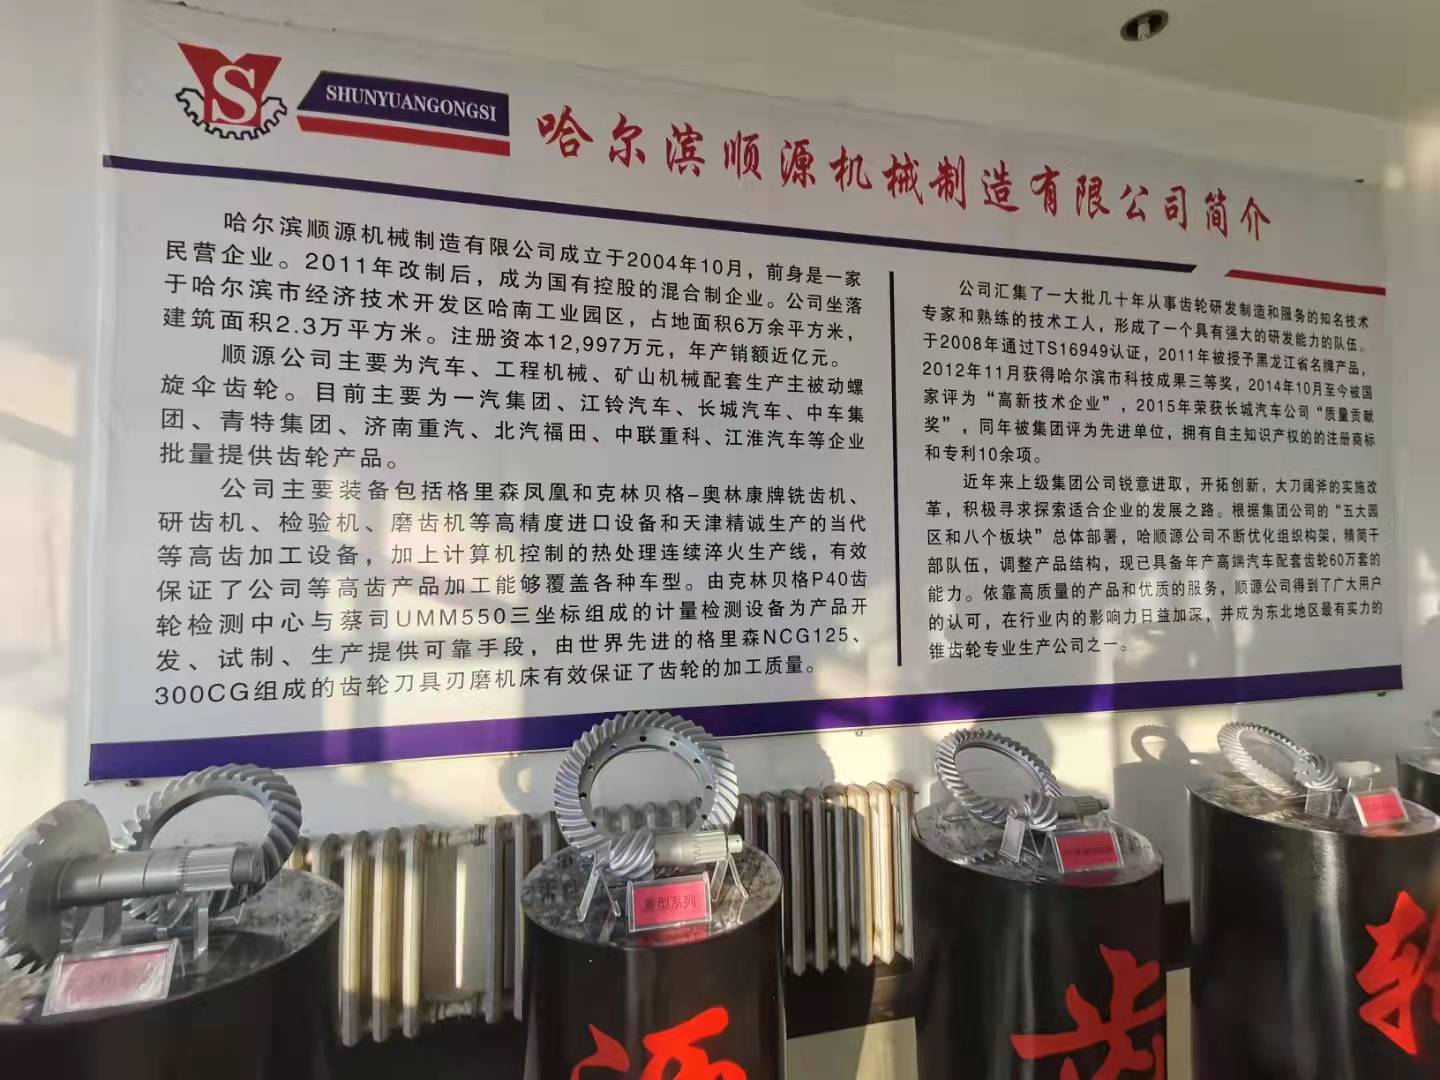 S
SHUNYUANGONGSI
哈尔滨顺源机械制造有限公司简介
哈尔滨顺源机械制造有限公司成立于2004年10月，前身是一家
民营企业。2011年改制后，成为国有控股的混合制企业。公司坐落
于哈尔滨市经济技术开发区哈南工业园区，占地面积6万余平方米，
建筑面积2.3万平方米。注册资本12,997万元，年产销额近亿元。
顺源公司主要为汽车、工程机械、矿山机械配套生产主被动螺
旋伞齿轮。目前主要为一汽集团、江铃汽车、长城汽车、中车集
团、青特集团、济南重汽、北汽福田、中联重科、江淮汽车等企业
批量提供齿轮产品。
公司主要装备包括格里森凤凰和克林贝格-奥林康牌铣齿机、
研齿机、检验机、磨齿机等高精度进口设备和天津精诚生产的当代
等高齿加工设备，加上计算机控制的热处理连续淬火生产线，有效
保证了公司等高齿产品加工能够覆盖各种车型。由克林贝格P40齿
轮检测中心与蔡司UMM550三坐标组成的计量检测设备为产品开
发、试制、生产提供可靠手段，由世界先进的格里森NCG125、
300CG组成的齿轮刀具刃磨机床有效保证了齿轮的加工质量。
公司汇集了一大批几十年从事齿轮研发制造和服务的知名技术
专家和熟练的技术工人，形成了一个具有强大的研发能力的队伍。
于2008年通过TS16949认证，2011年被授予黑龙江省名牌产品，
2012年11月获得哈尔滨市科技成果三等奖，2014年10月至今被国
家评为“高新技术企业”，2015年荣获长城汽车公司“质量贡献
奖”，同年被集团评为先进单位，拥有自主知识产权的的注册商标
和专利10余项。
近年来上级集团公司锐意进取，开拓创新，大刀阔斧的实施改
革，积极寻求探索适合企业的发展之路。根据集团公司的“五大园
区和八个板块”总体部署，哈顺源公司不断优化组织构架，精简干
部队伍，调整产品结构，现已具备年产高端汽车配套齿轮60万套的
能力。依靠高质量的产品和优质的服务，顺源公司得到了广大用户
的认可，在行业内的影响力日益加深，并成为东北地区最有实力的
锥齿轮专业生产公司之一。
重型系列
源
齿
轮